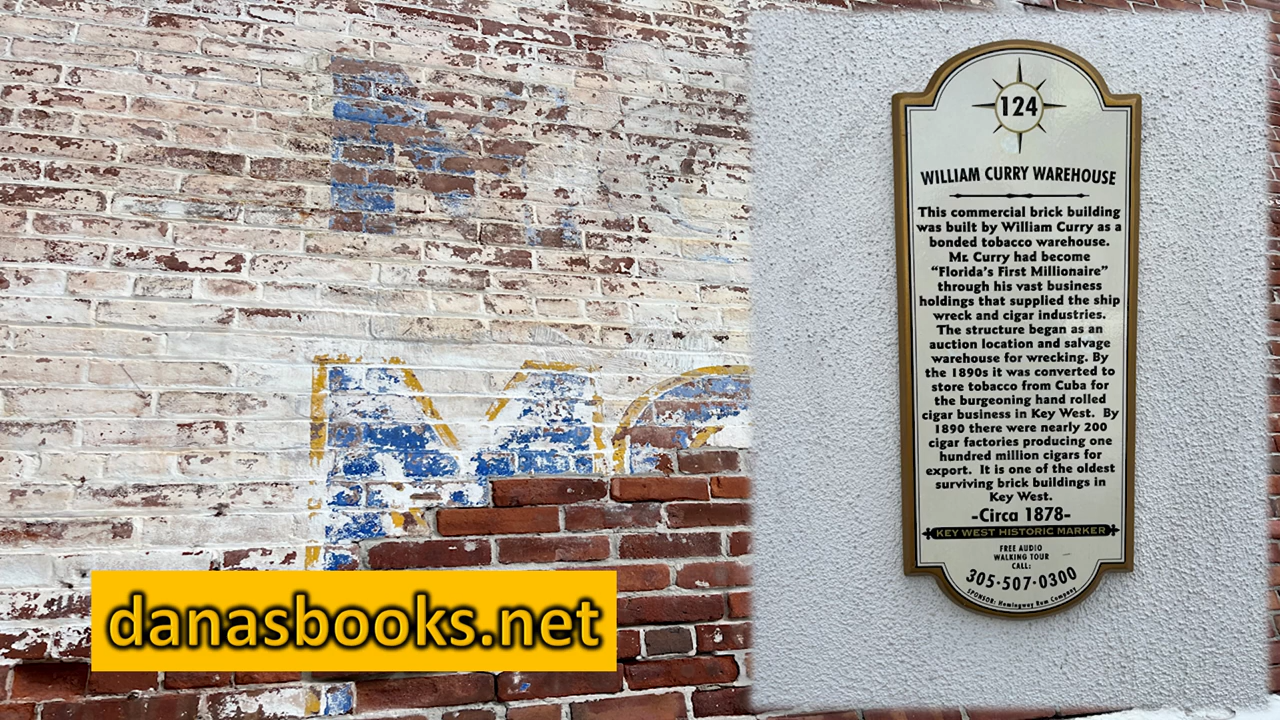 M
danasbooks.net
124
WILLIAM CURRY WAREHOUSE
This commercial brick building
was built by William Curry as a
bonded tobacco warehouse.
Mr. Curry had become
“Florida’s First Millionaire”
through his vast business
holdings that supplied the ship
wreck and cigar industries.
The structure began as an
auction location and salvage
warehouse for wrecking. By
the 1890s it was converted to
store tobacco from Cuba for
the burgeoning hand rolled
cigar business in Key West. By
1890 there were nearly 200
cigar factories producing one
hundred million cigars for
export. It is one of the oldest
surviving brick buildings in
Key West.
-Circa 1878-
KEY WEST HISTORIC MARKER
FREE AUDIO
WALKING TOUR
CALL:
305·507·0300
SPONSOR: Hemingway Rum Company